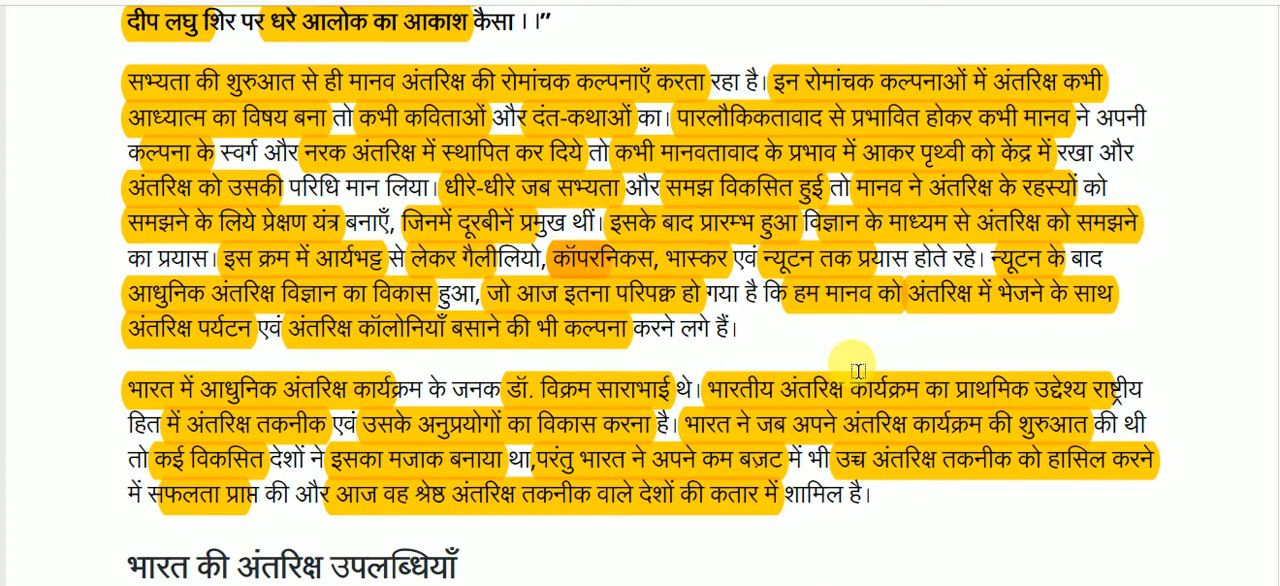 दीप लघु शिर पर धरे आलोक का आकाश कैसा ।।”
सभ्यता की शुरुआत से ही मानव अंतरिक्ष की रोमांचक कल्पनाएँ करता रहा है। इन रोमांचक कल्पनाओं में अंतरिक्ष कभी
आध्यात्म का विषय बना तो कभी कविताओं और दंत-कथाओं का। पारलौकिकतावाद से प्रभावित होकर कभी मानव ने अपनी
कल्पना के स्वर्ग और नरक अंतरिक्ष में स्थापित कर दिये तो कभी मानवतावाद के प्रभाव में आकर पृथ्वी को केंद्र में रखा और
अंतरिक्ष को उसकी परिधि मान लिया। धीरे-धीरे जब सभ्यता और समझ विकसित हुई तो मानव ने अंतरिक्ष के रहस्यों को
समझने के लिये प्रेक्षण यंत्र बनाएँ, जिनमें दूरबीनें प्रमुख थीं। इसके बाद प्रारम्भ हुआ विज्ञान के माध्यम से अंतरिक्ष को समझने
का प्रयास। इस क्रम में आर्यभट्ट से लेकर गैलीलियो, कॉपरनिकस, भास्कर एवं न्यूटन तक प्रयास होते रहे। न्यूटन के बाद
आधुनिक अंतरिक्ष विज्ञान का विकास हुआ, जो आज इतना परिपक्व हो गया है कि हम मानव को अंतरिक्ष में भेजने के साथ
अंतरिक्ष पर्यटन एवं अंतरिक्ष कॉलोनियाँ बसाने की भी कल्पना करने लगे हैं।
भारत में आधुनिक अंतरिक्ष कार्यक्रम के जनक डॉ. विक्रम साराभाई थे। भारतीय अंतरिक्ष कार्यक्रम का प्राथमिक उद्देश्य राष्ट्रीय
हित में अंतरिक्ष तकनीक एवं उसके अनुप्रयोगों का विकास करना है। भारत ने जब अपने अंतरिक्ष कार्यक्रम की शुरुआत की थी
तो कई विकसित देशों ने इसका मजाक बनाया था,परंतु भारत ने अपने कम बज़ट में भी उच्च अंतरिक्ष तकनीक को हासिल करने
में सफलता प्राप्त की और आज वह श्रेष्ठ अंतरिक्ष तकनीक वाले देशों की कतार में शामिल है।
भारत की अंतरिक्ष उपलब्धियाँ